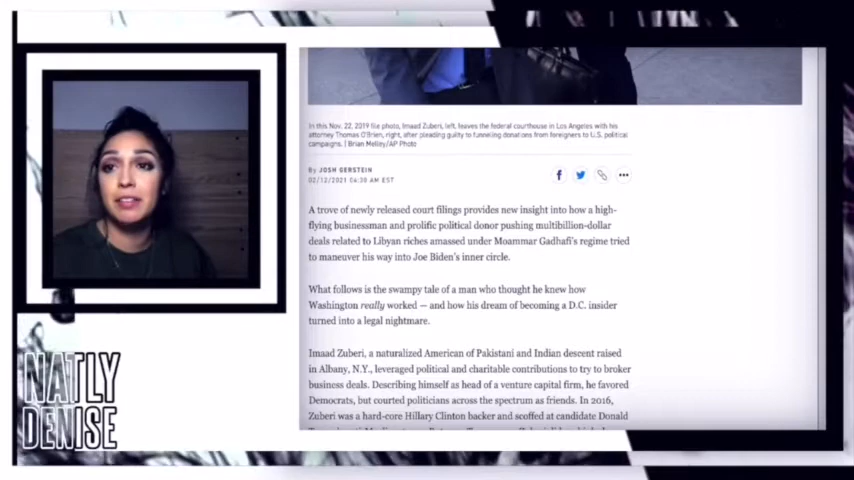 In this Nov. 22, 2019 file photo, Imaad Zuberi, left, leaves the federal courthouse in Los Angeles with his
attorney Thomas O'Brien, right, after pleading guilty to funneling donations from foreigners to U.S. political
campaigns. | Brian Melley/AP Photo
By JOSH GERSTEIN
02/12/2021 04:30 AM EST
A trove of newly released court filings provides new insight into how a high-
flying businessman and prolific political donor pushing multibillion-dollar
deals related to Libyan riches amassed under Moammar Gadhafi's regime tried
to maneuver his way into Joe Biden's inner circle.
What follows is the swampy tale of a man who thought he knew how
Washington really worked — and how his dream of becoming a D.C. insider
turned into a legal nightmare.
Imaad Zuberi, a naturalized American of Pakistani and Indian descent raised
in Albany, N.Y., leveraged political and charitable contributions to try to broker
business deals. Describing himself as head of a venture capital firm, he favored
Democrats, but courted politicians across the spectrum as friends. In 2016,
Zuberi was a hard-core Hillary Clinton backer and scoffed at candidate Donald
NATLY
DENISE